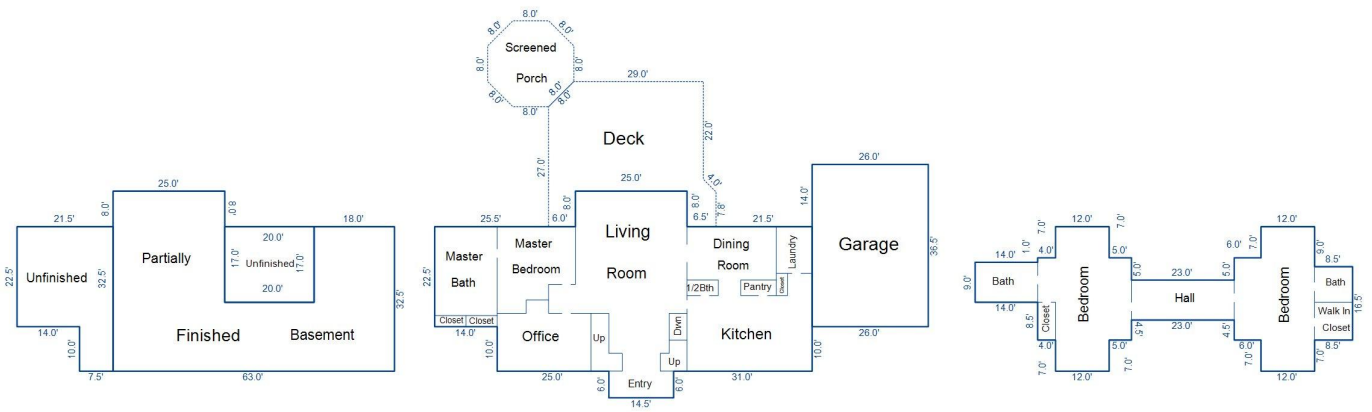 21.5'
25.0'
8.0'
8.0'
18.0'
20.0'
17.0'
17.0'
20.0'
Partially
Unfinished
Unfinished
22.5'
32.5'
32.5'
14.0'
10.0'
Finished
Basement
7.5'
63.0'
8.0'
8.0'
8.0'
8.0'
8.0'
8.0'
8.0'
8.0'
Screened
Porch
8.0'
29.0'
22.0'
4.0'
7.8'
27.0'
Deck
25.5'
6.0'
8.0'
25.0'
8.0'
6.5'
21.5'
14.0'
26.0'
36.5'
26.0'
Garage
22.5'
Master
Bath
Master
Bedroom
Living
Room
Dining
Room
Laundry
1/2Bth
Pantry
Closet
Closet
Closet
14.0'
10.0'
Office
Up
Dwn
Up
Kitchen
10.0'
25.0'
6.0'
Entry
6.0'
14.5'
31.0'
12.0'
7.0'
7.0'
1.0'
4.0'
14.0'
9.0'
Bath
14.0'
8.5'
Closet
4.0'
7.0'
Bedroom
12.0'
7.0'
5.0'
4.5'
5.0'
5.0'
23.0'
Hall
23.0'
5.0'
6.0'
7.0'
12.0'
9.0'
8.5'
Bath
16.5'
Walk In
Closet
8.5'
7.0'
Bedroom
4.5'
6.0'
7.0'
12.0'